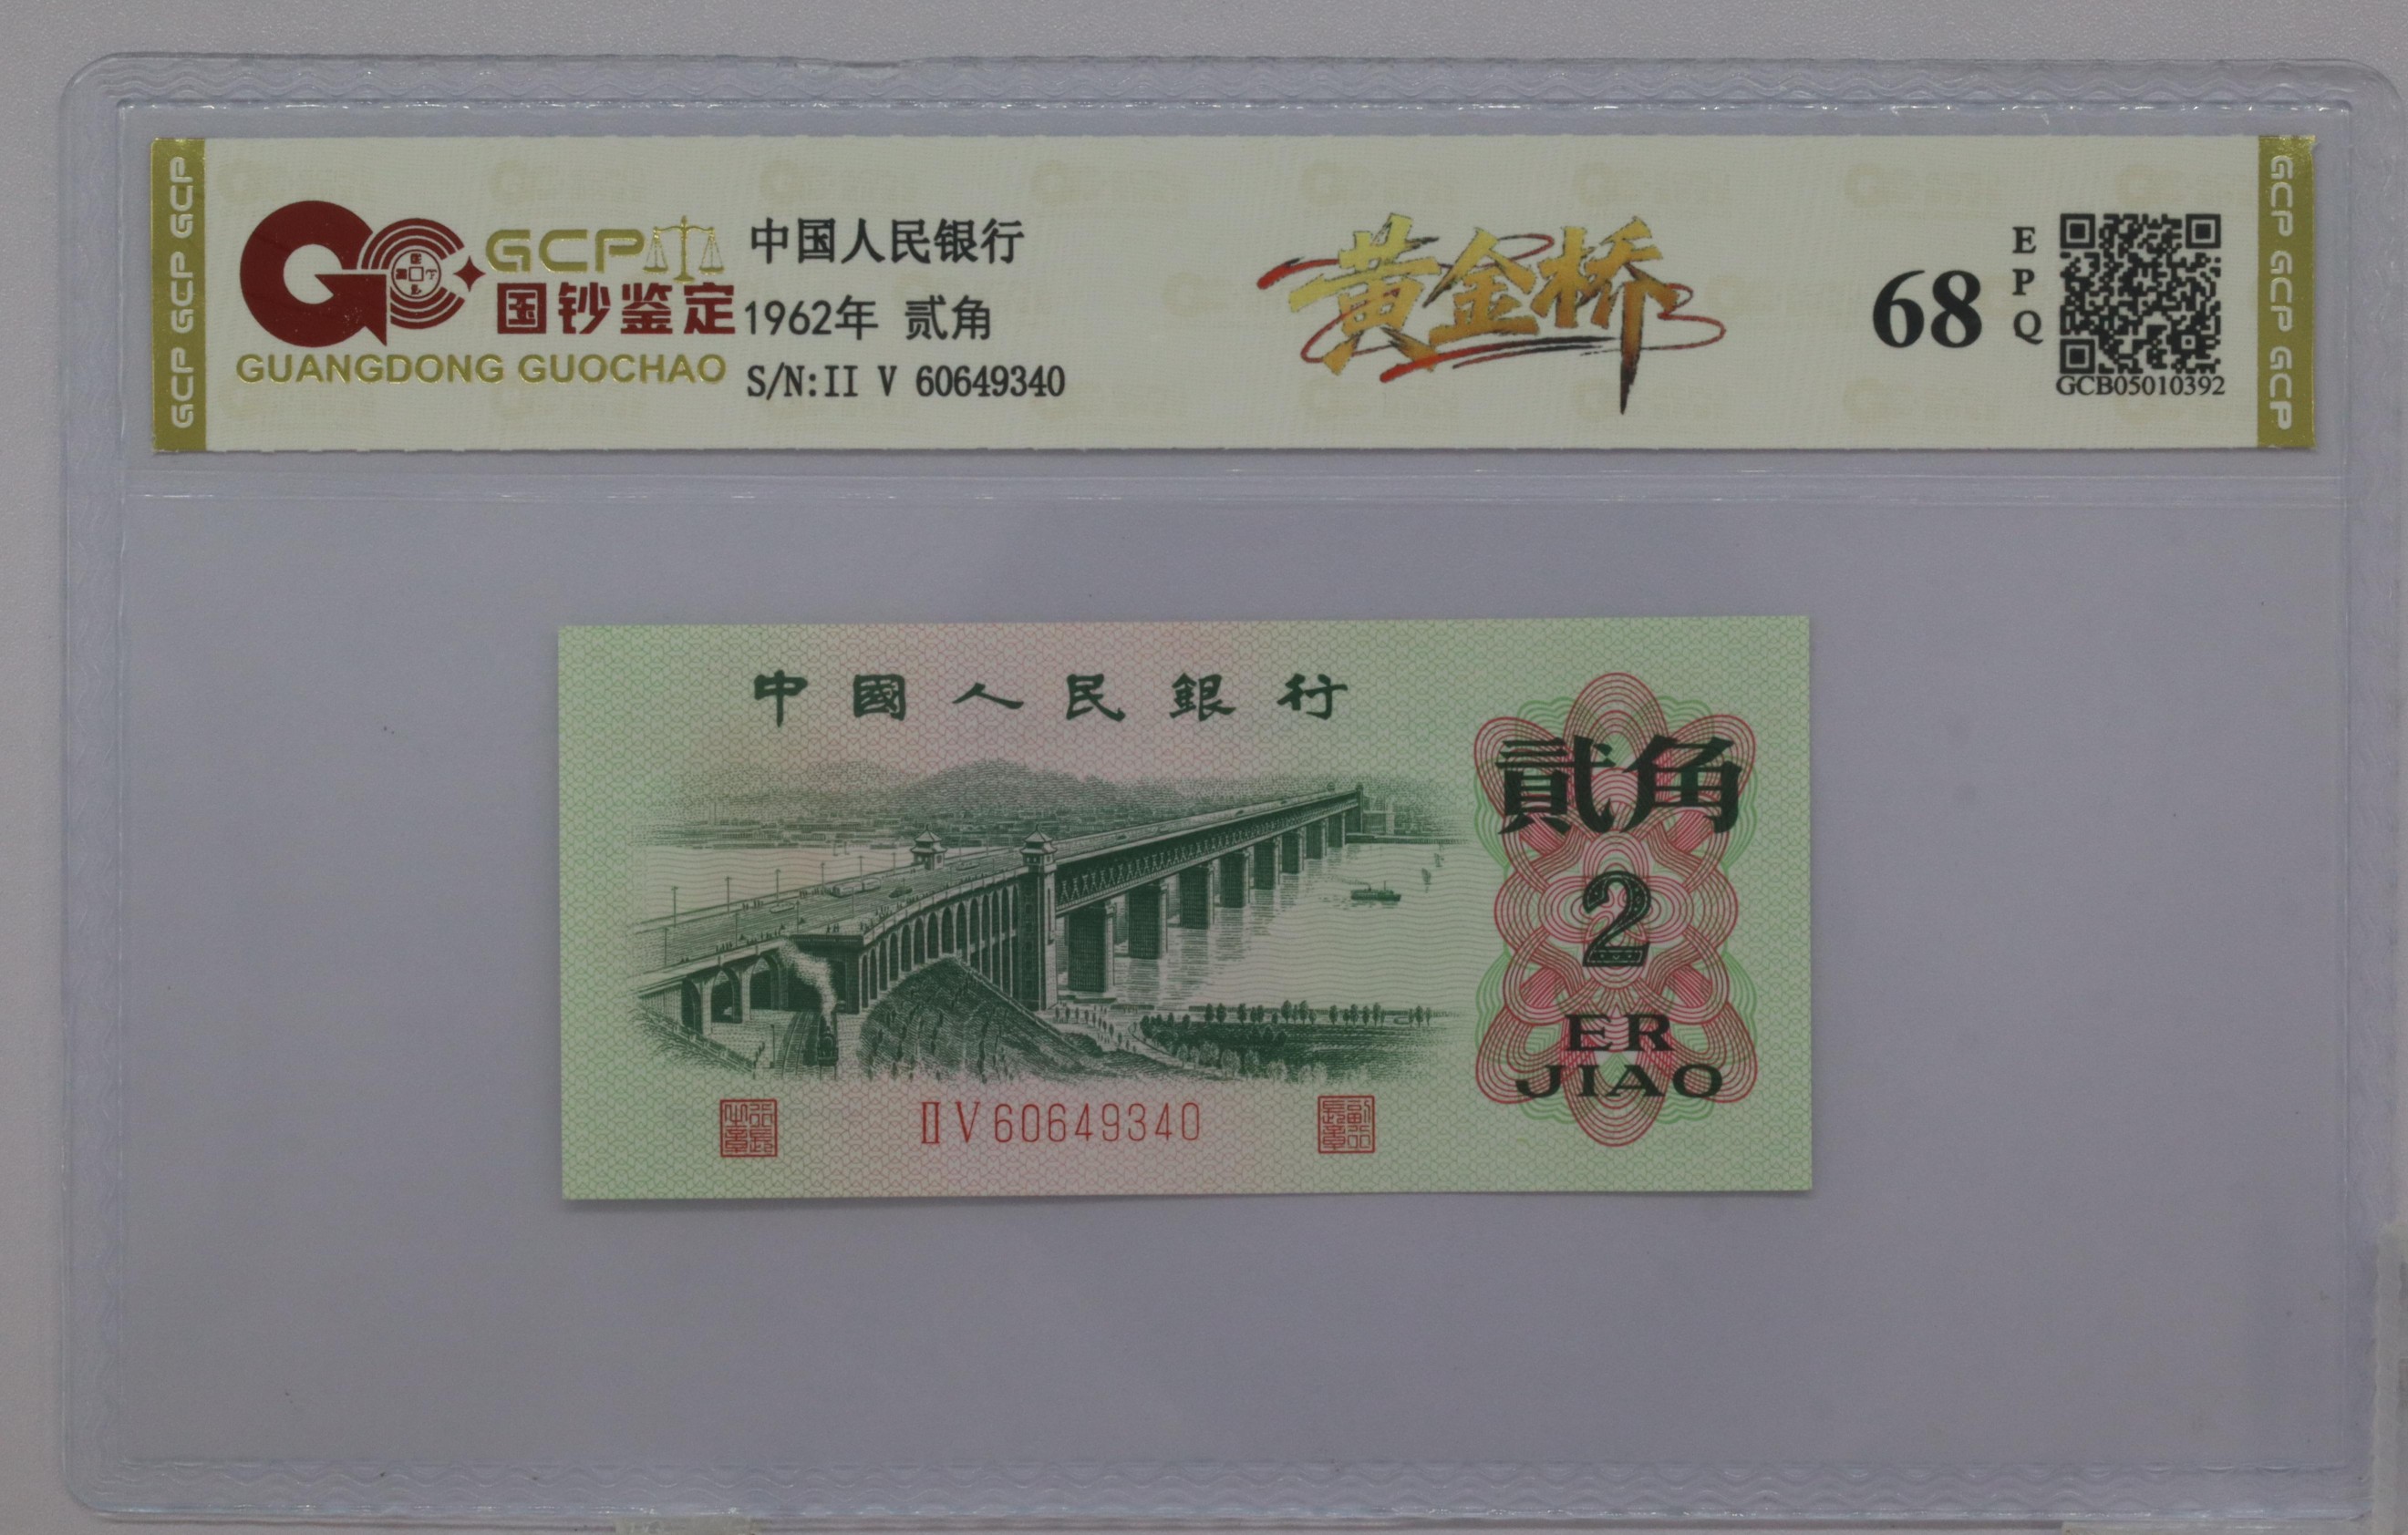 GCP GCP GCP
GCP
国钞鉴定
GUANGDONG GUOCHAO
中国人民银行
1962年 贰角
S/N:II V 60649340
黄金桥
68
EPQ
GCB05010392
GCP GCP GCP
中國人民銀行
貳角
2
ER
JIAO
ⅡV60649340